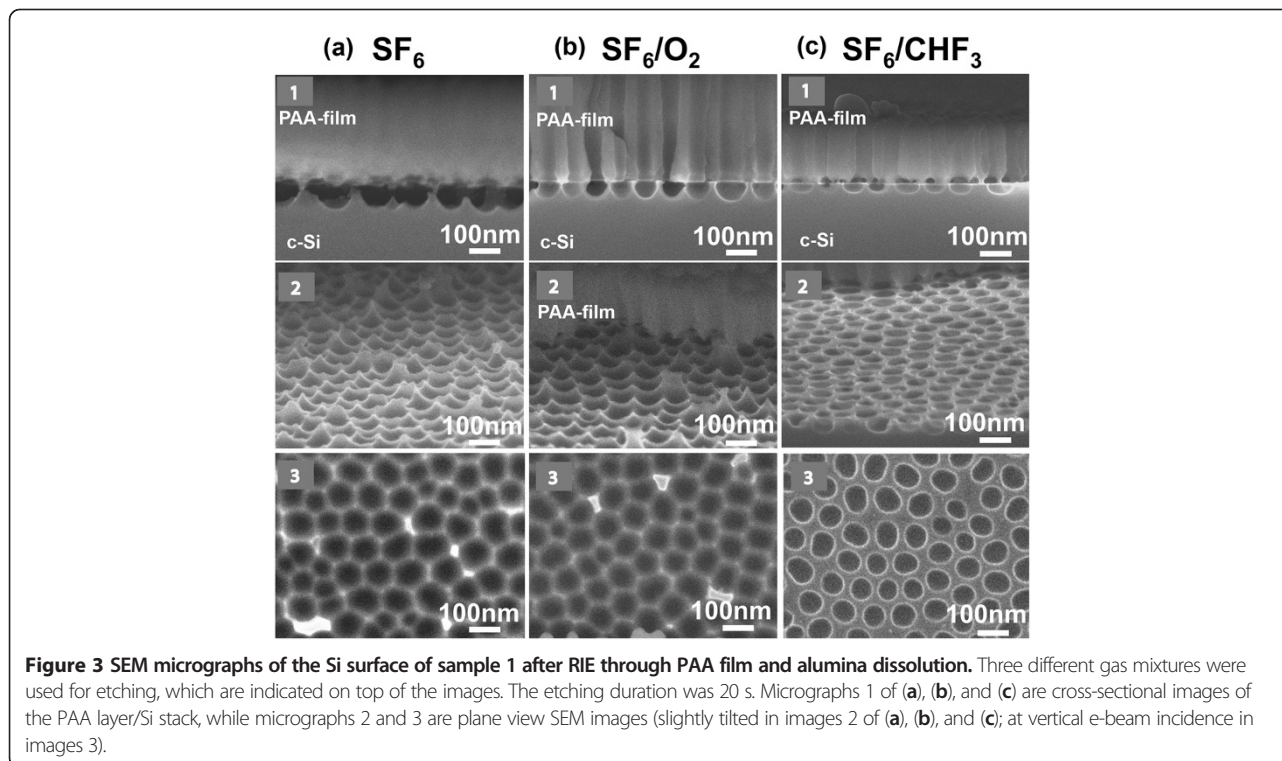 (a) SF₆ (b) SF₆/O₂ (c) SF₆/CHF₃
1 1 1
PAA-film PAA-film PAA-film
c-Si c-Si c-Si
100nm 100nm 100nm
2 2 2
PAA-film
100nm 100nm 100nm
3 3 3
100nm 100nm 100nm
Figure 3 SEM micrographs of the Si surface of sample 1 after RIE through PAA film and alumina dissolution. Three different gas mixtures were
used for etching, which are indicated on top of the images. The etching duration was 20 s. Micrographs 1 of (a), (b), and (c) are cross-sectional images of
the PAA layer/Si stack, while micrographs 2 and 3 are plane view SEM images (slightly tilted in images 2 of (a), (b), and (c); at vertical e-beam incidence in
images 3).